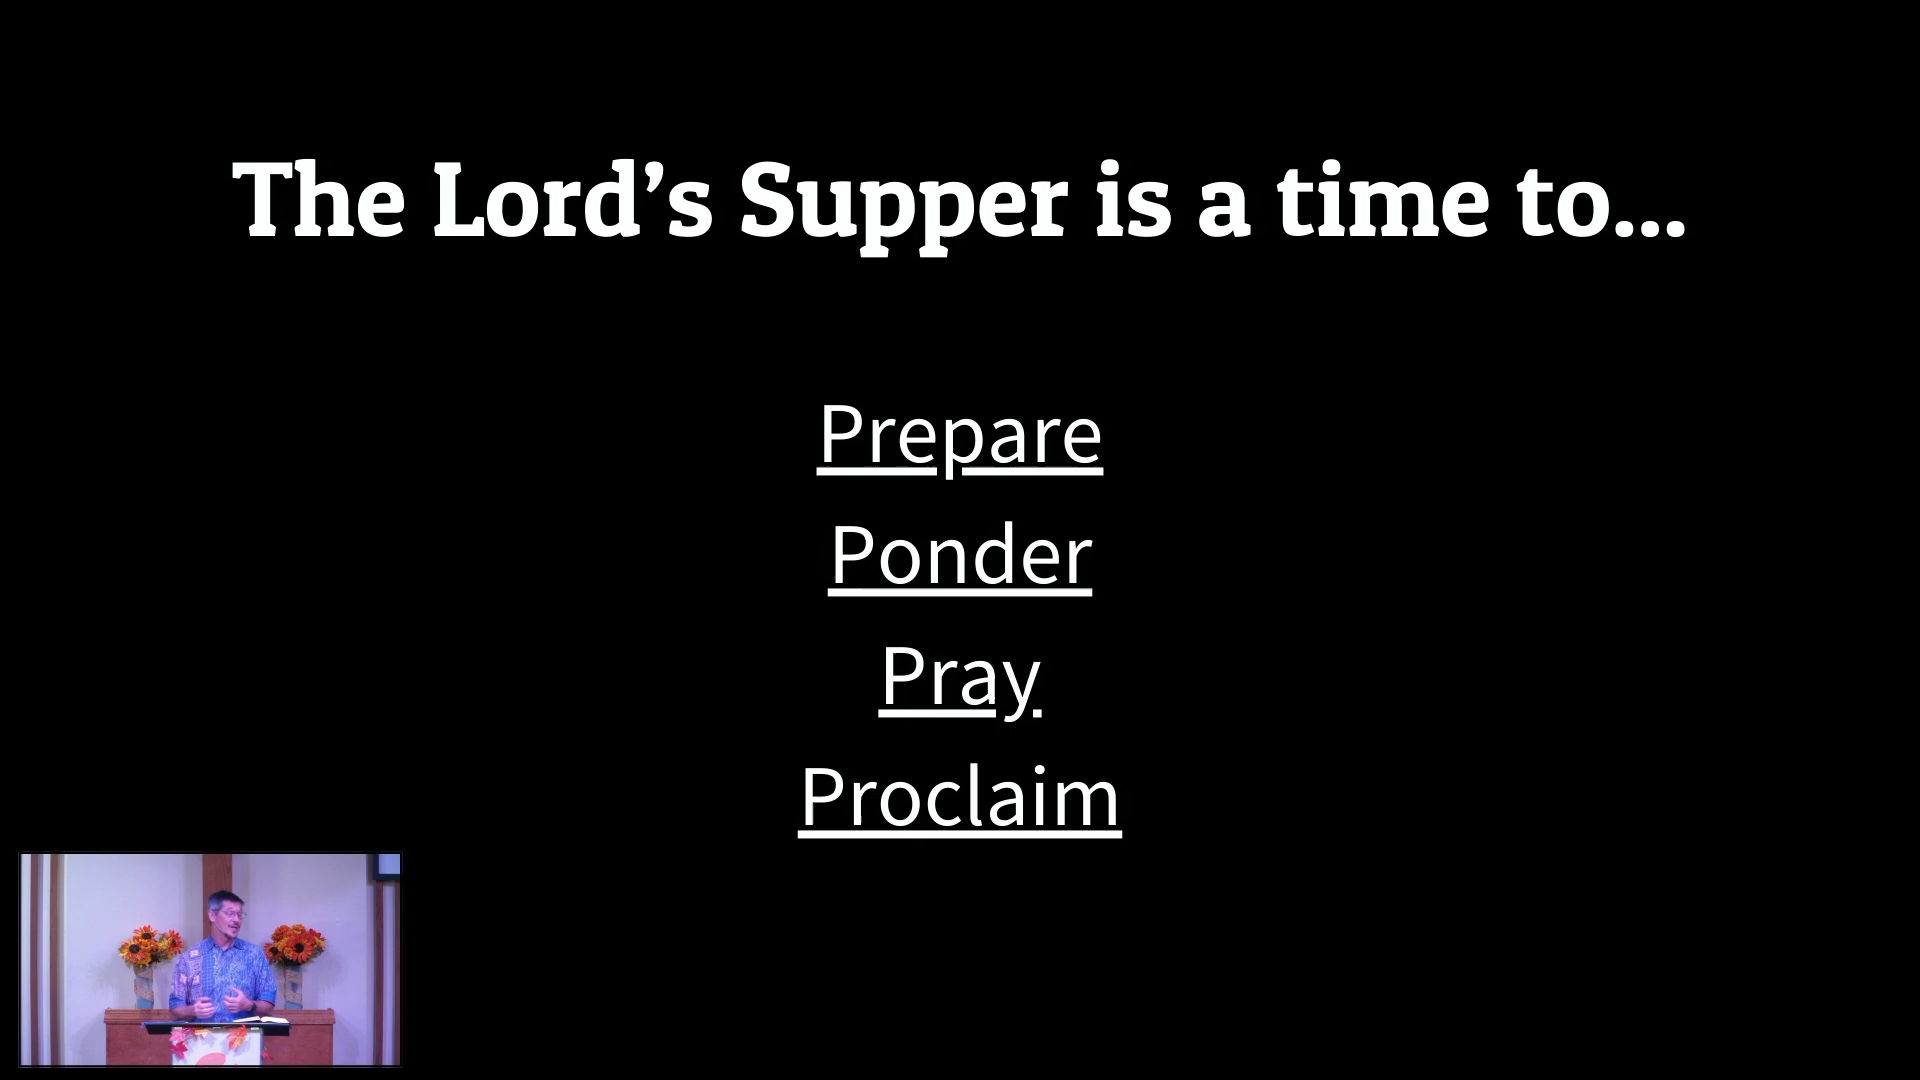 The Lord’s Supper is a time to...
Prepare
Ponder
Pray
Proclaim